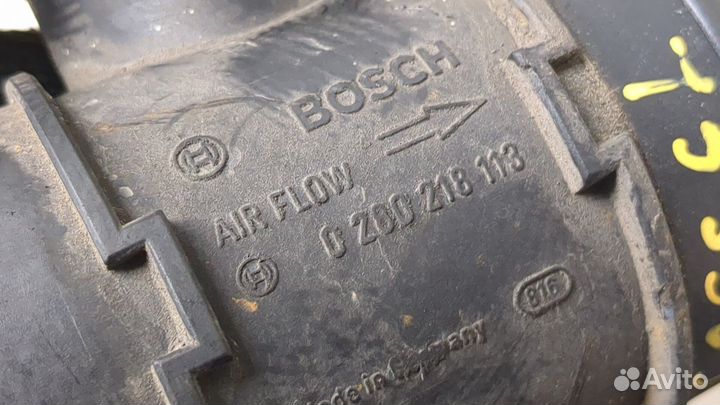 BOSCH
AIR FLOW
0 280 218 113
816
Made in Germany
Avito